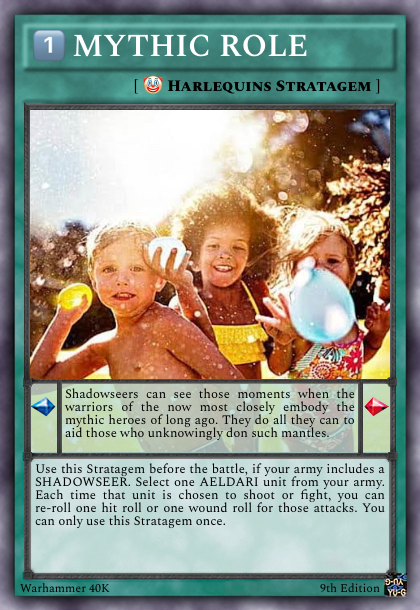 1 MYTHIC ROLE
[ 🤡 HARLEQUINS STRATAGEM ]
Shadowseers can see those moments when the
warriors of the now most closely embody the
mythic heroes of long ago. They do all they can to
aid those who unknowingly don such mantles.
Use this Stratagem before the battle, if your army includes a
SHADOWSEER. Select one AELDARI unit from your army.
Each time that unit is chosen to shoot or fight, you can
re-roll one hit roll or one wound roll for those attacks. You
can only use this Stratagem once.
Warhammer 40K 9th Edition